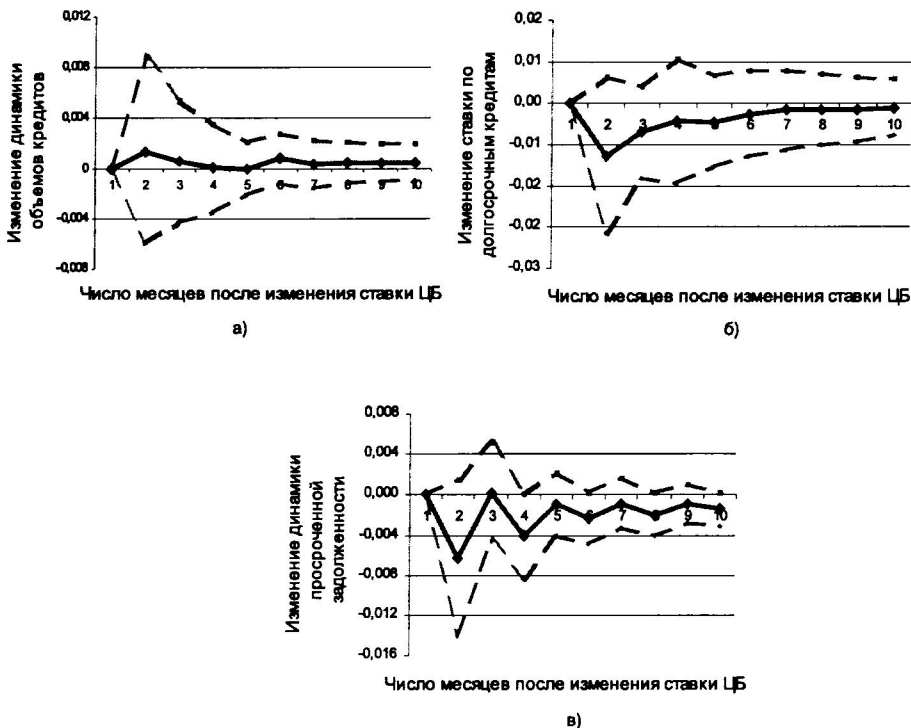 0,012
0,008
0,004
0
-0,004
-0,008
1 2 3 4 5 6 7 8 9 10
Изменение динамики
объемов кредитов
Число месяцев после изменения ставки ЦБ
а)
0,01
0,01
0,00
-0,01
-0,01
-0,02
-0,02
-0,03
1 2 3 4 5 6 7 8 9 10
Изменение ставки по
долгосрочным кредитам
Число месяцев после изменения ставки ЦБ
б)
0,008
0,004
0,000
-0,004
-0,008
-0,012
-0,016
1 2 3 4 5 6 7 8 9 10
Изменение динамики
просроченной
задолженности
Число месяцев после изменения ставки ЦБ
в)